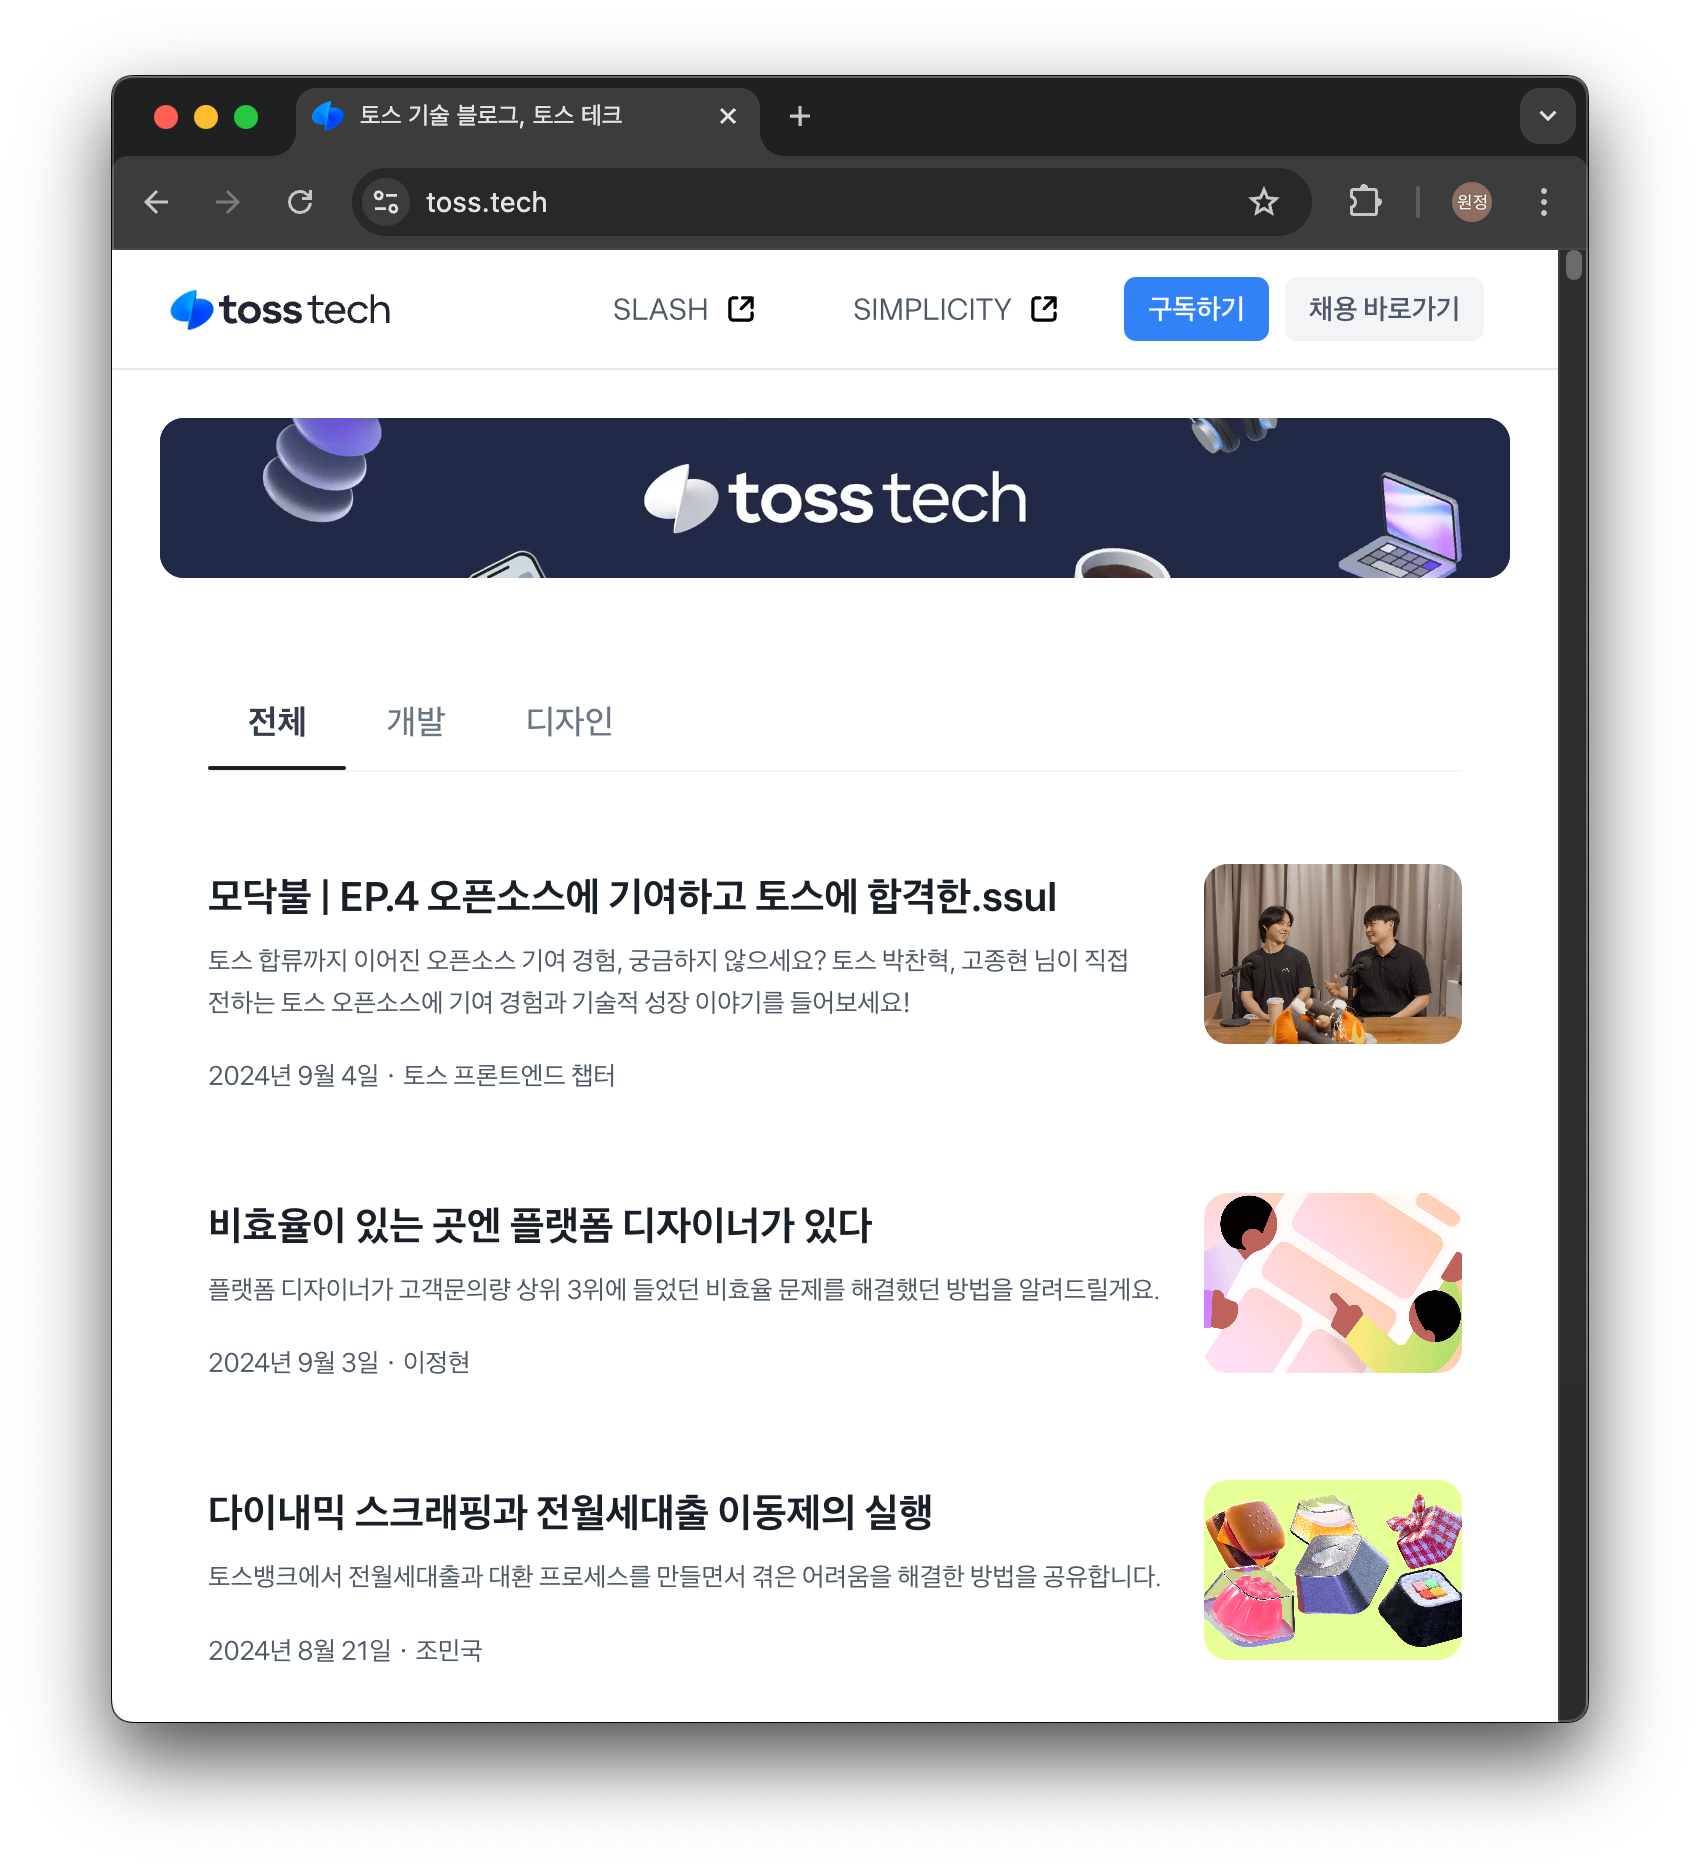 토스 기술 블로그, 토스 테크
toss.tech
원정
toss tech
SLASH
SIMPLICITY
구독하기
채용 바로가기
toss tech
전체
개발
디자인
모닥불 | EP.4 오픈소스에 기여하고 토스에 합격한.ssul
토스 합류까지 이어진 오픈소스 기여 경험, 궁금하지 않으세요? 토스 박찬혁, 고종현 님이 직접
전하는 토스 오픈소스에 기여 경험과 기술적 성장 이야기를 들어보세요!
2024년 9월 4일 · 토스 프론트엔드 챕터
비효율이 있는 곳엔 플랫폼 디자이너가 있다
플랫폼 디자이너가 고객문의량 상위 3위에 들었던 비효율 문제를 해결했던 방법을 알려드릴게요.
2024년 9월 3일 · 이정현
다이내믹 스크래핑과 전월세대출 이동제의 실행
토스뱅크에서 전월세대출과 대환 프로세스를 만들면서 겪은 어려움을 해결한 방법을 공유합니다.
2024년 8월 21일 · 조민국